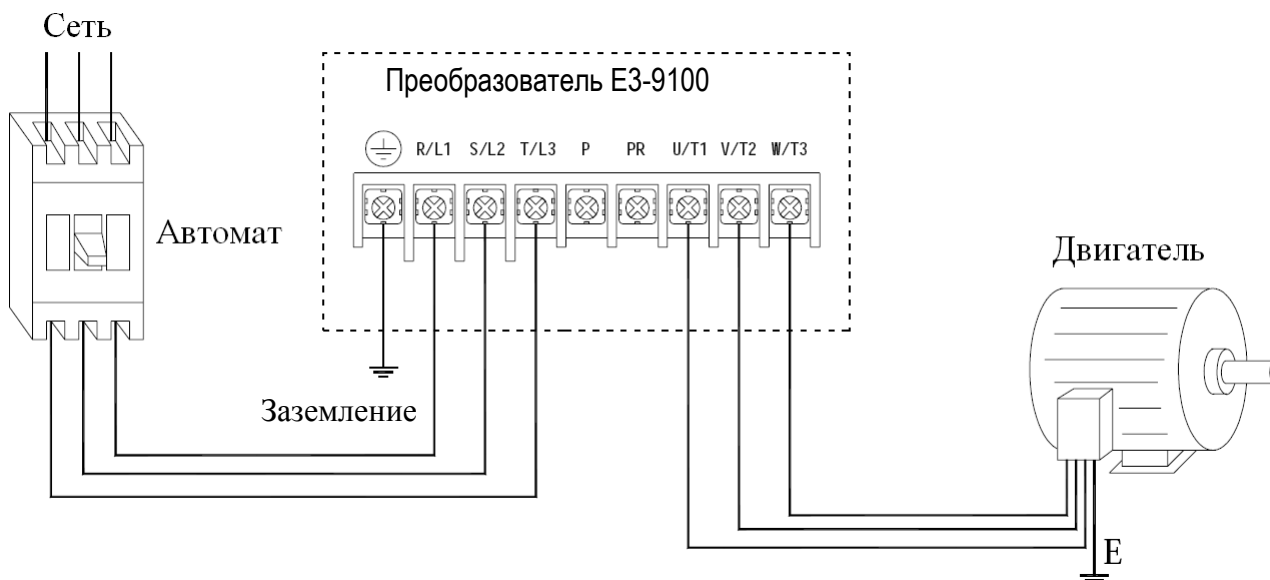 Сеть
Преобразователь E3-9100
R/L1 S/L2 T/L3 P PR U/T1 V/T2 W/T3
Автомат
Двигатель
Заземление
E